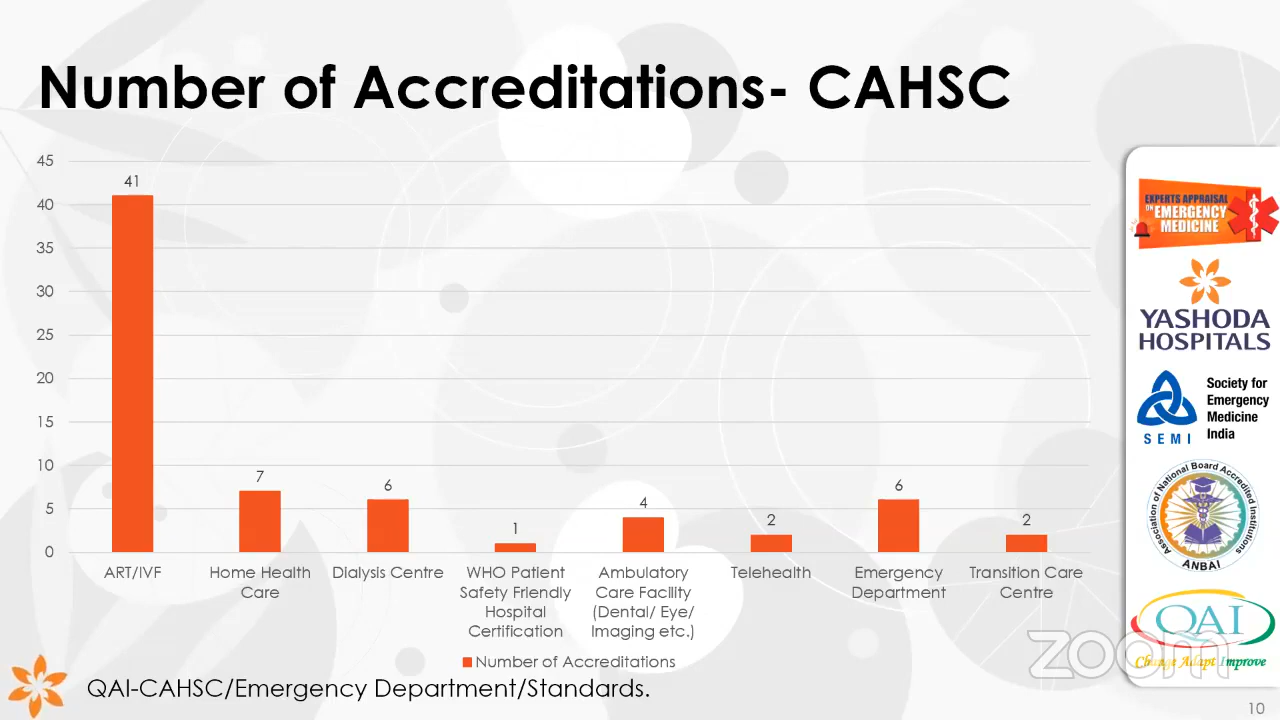 Number of Accreditations- CAHSC
45
40
35
30
25
20
15
10
5
0
41
7
6
1
4
2
6
2
ART/IVF
Home Health
Care
Dialysis Centre
WHO Patient
Safety Friendly
Hospital
Certification
Ambulatory
Care Facility
(Dental/ Eye/
Imaging etc.)
Telehealth
Emergency
Department
Transition Care
Centre
Number of Accreditations
QAI-CAHSC/Emergency Department/Standards.
EXPERTS APPRAISAL
ON EMERGENCY
MEDICINE
YASHODA
HOSPITALS
SEMI
Society for
Emergency
Medicine
India
Association of National Board Accredited Institutions
ANBAI
QAI
Change Adapt Improve
zoom
10